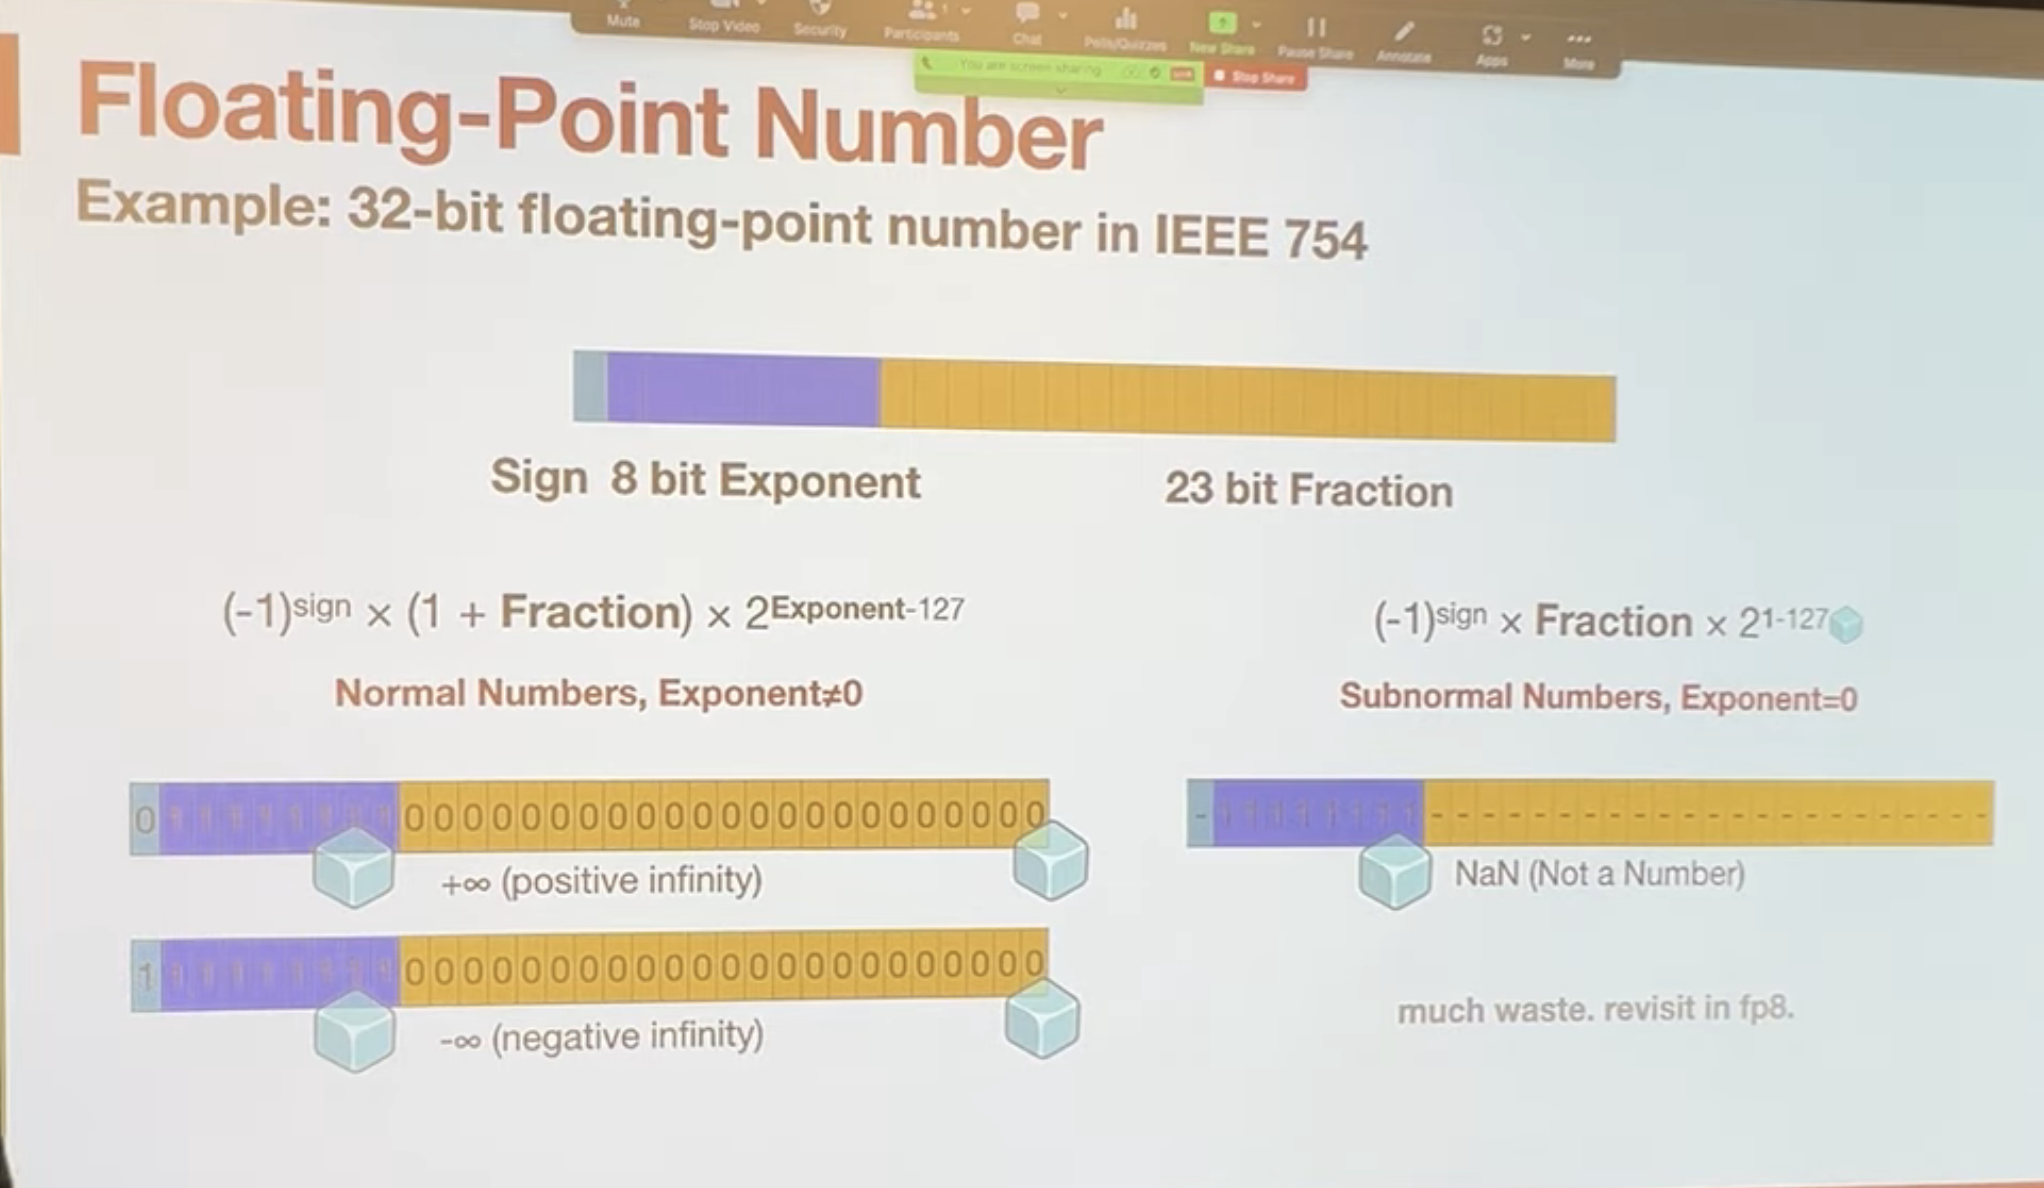 Mute Stop Video Security Participants 1 Chat Polls/Quizzes New Share Pause Share Annotate Apps More
You are screen sharing Stop Share
Floating-Point Number
Example: 32-bit floating-point number in IEEE 754
Sign 8 bit Exponent 23 bit Fraction
(-1)^sign × (1 + Fraction) × 2^Exponent-127
(-1)^sign × Fraction × 2^1-127
Normal Numbers, Exponent≠0
Subnormal Numbers, Exponent=0
0 1 1 1 1 1 1 1 1 0 0 0 0 0 0 0 0 0 0 0 0 0 0 0 0 0 0 0 0 0 0 0
- 1 1 1 1 1 1 1 1 - - - - - - - - - - - - - - - - - - - - - - -
+∞ (positive infinity)
NaN (Not a Number)
1 1 1 1 1 1 1 1 1 0 0 0 0 0 0 0 0 0 0 0 0 0 0 0 0 0 0 0 0 0 0 0
-∞ (negative infinity)
much waste. revisit in fp8.